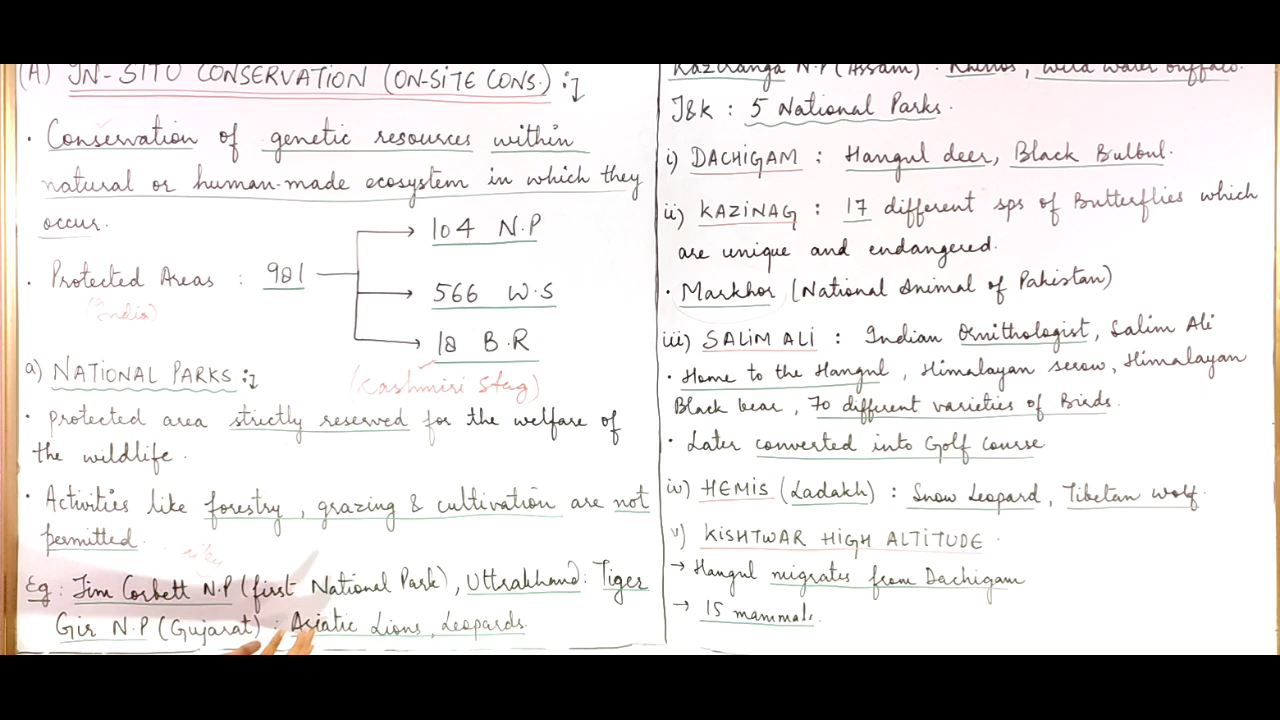 (A) IN-SITU CONSERVATION (ON-SITE CONS.) :-
· Conservation of genetic resources within
natural or human-made ecosystem in which they
occur.
104 N.P
· Protected Areas : 981
(India)
566 W.S
18 B.R
(Kashmiri Stag)
a) NATIONAL PARKS :-
· protected area strictly reserved for the welfare of
the wildlife.
· Activities like forestry, grazing & cultivation are not
permitted.
Eg: Jim Corbett N.P (first National Park), Uttrakhand: Tiger
Gir N.P (Gujarat) : Asiatic Lions, Leopards.
Kaziranga N.P (Assam) : Rhinos, wild water buffalo.
J&K : 5 National Parks.
i) DACHIGAM : Hangul deer, Black Bulbul.
ii) KAZINAG : 17 different sps of Butterflies which
are unique and endangered.
· Markhor (National Animal of Pakistan)
iii) SALIM ALI : Indian Ornithologist, Salim Ali
· Home to the Hangul, Himalayan serow, Himalayan
Black bear, 70 different varieties of Birds.
· Later converted into Golf course
iv) HEMIS (Ladakh) : Snow Leopard, Tibetan wolf.
v) KISHTWAR HIGH ALTITUDE.
→ Hangul migrates from Dachigam
→ 15 mammals.